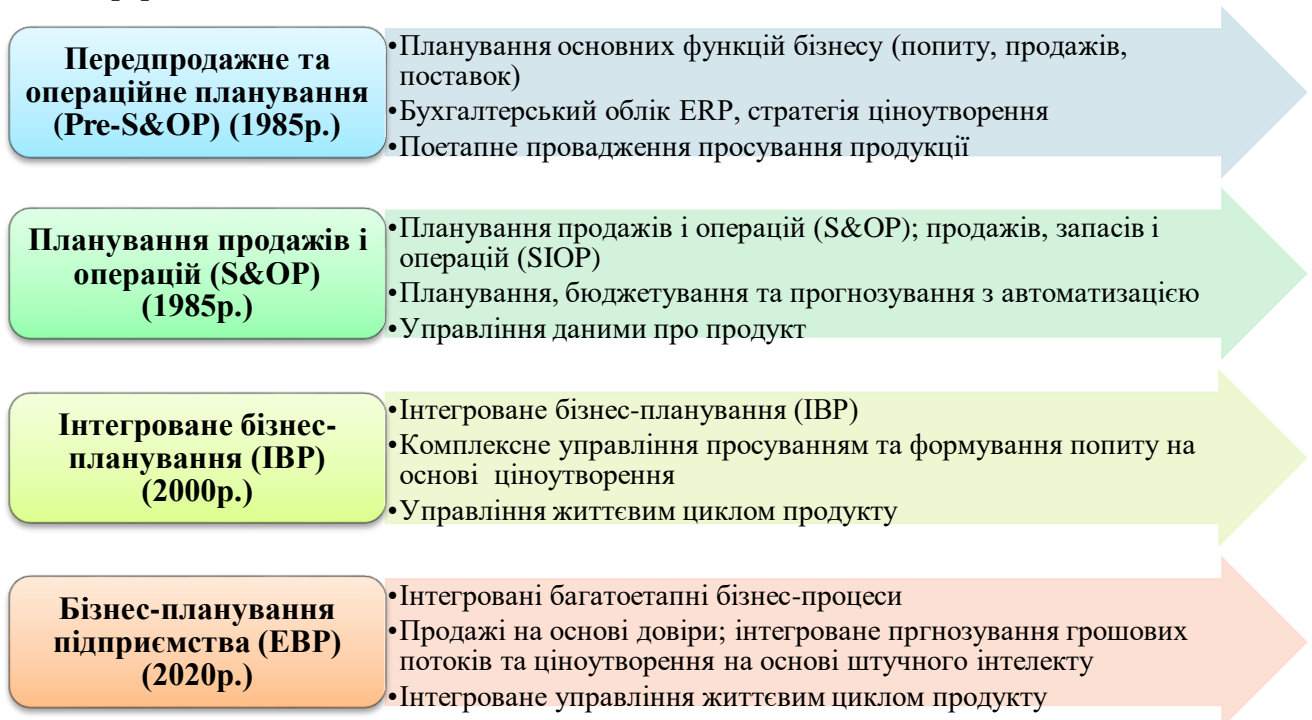 Передпродажне та
операційне планування
(Pre-S&OP) (1985р.)
•Планування основних функцій бізнесу (попиту, продажів,
поставок)
•Бухгалтерський облік ERP, стратегія ціноутворення
•Поетапне провадження просування продукції
Планування продажів і
операцій (S&OP)
(1985р.)
•Планування продажів і операцій (S&OP); продажів, запасів і
операцій (SIOP)
•Планування, бюджетування та прогнозування з автоматизацією
•Управління даними про продукт
Інтегроване бізнес-
планування (IBP)
(2000р.)
•Інтегроване бізнес-планування (IBP)
•Комплексне управління просуванням та формування попиту на
основі ціноутворення
•Управління життєвим циклом продукту
Бізнес-планування
підприємства (EBP)
(2020р.)
•Інтегровані багатоетапні бізнес-процеси
•Продажі на основі довіри; інтегроване пргнозування грошових
потоків та ціноутворення на основі штучного інтелекту
•Інтегроване управління життєвим циклом продукту